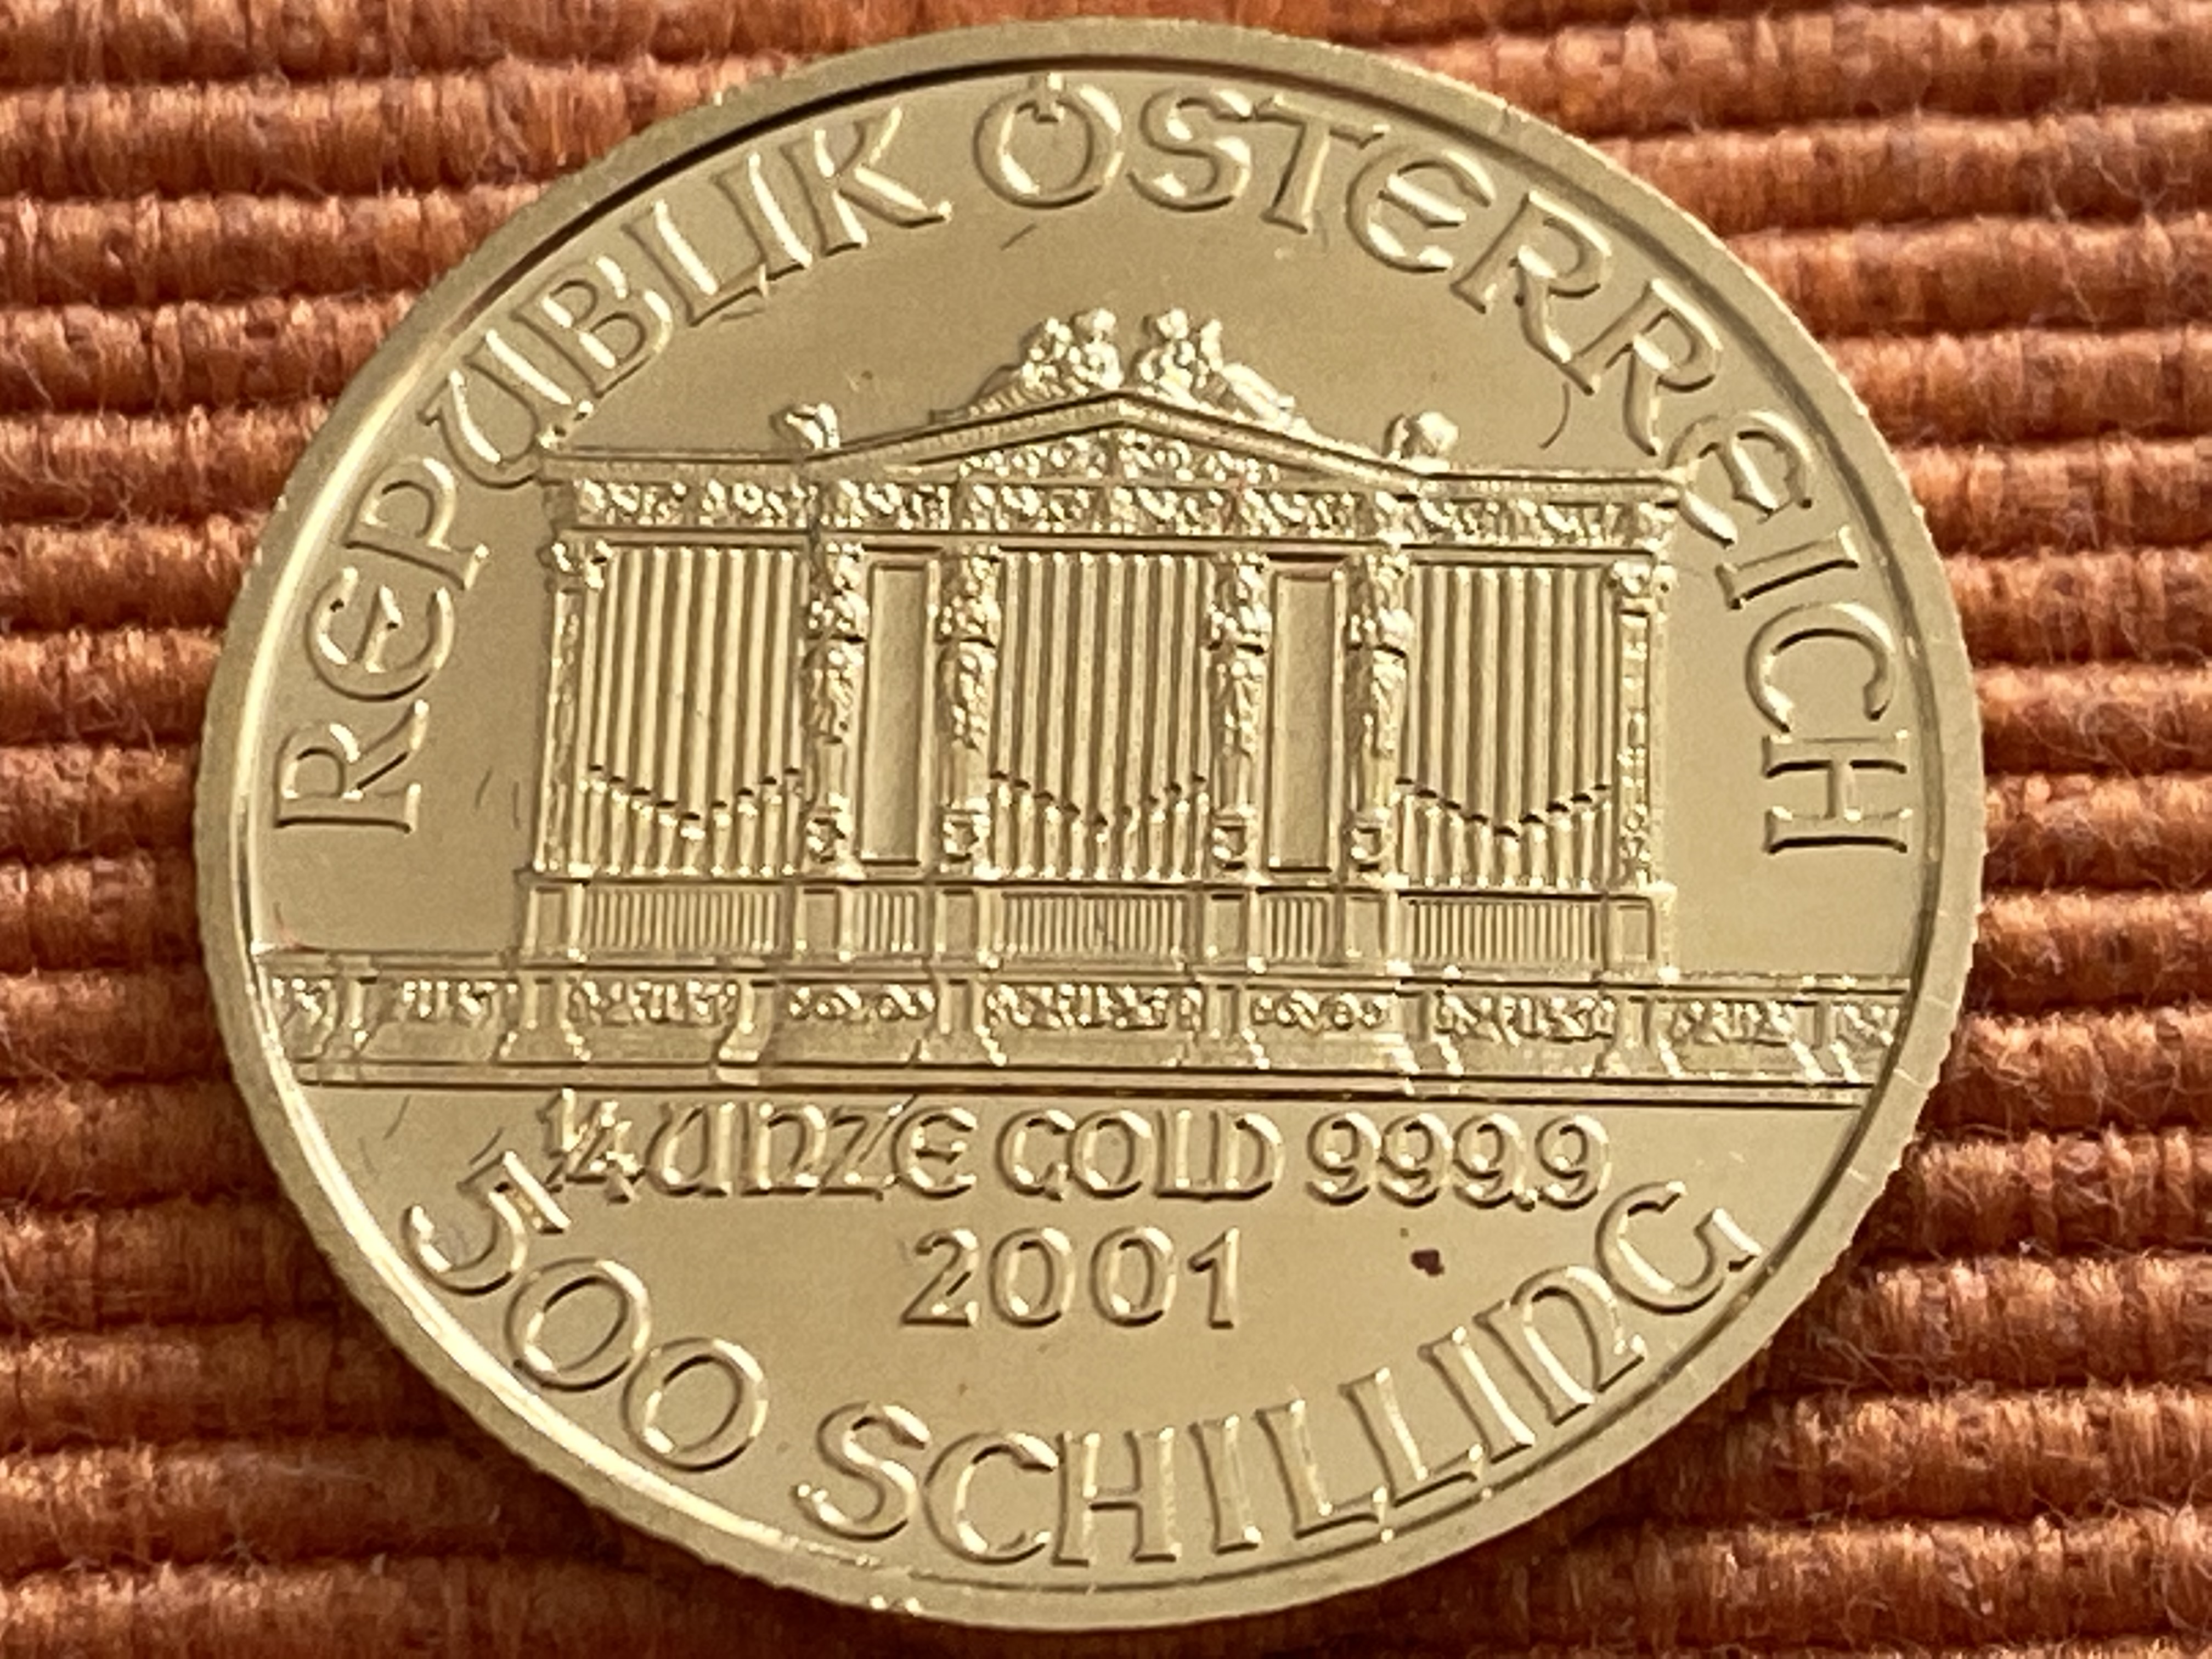 REPUBLIK ÖSTERREICH
1/4 UNZE GOLD 999.9
2001
500 SCHILLING